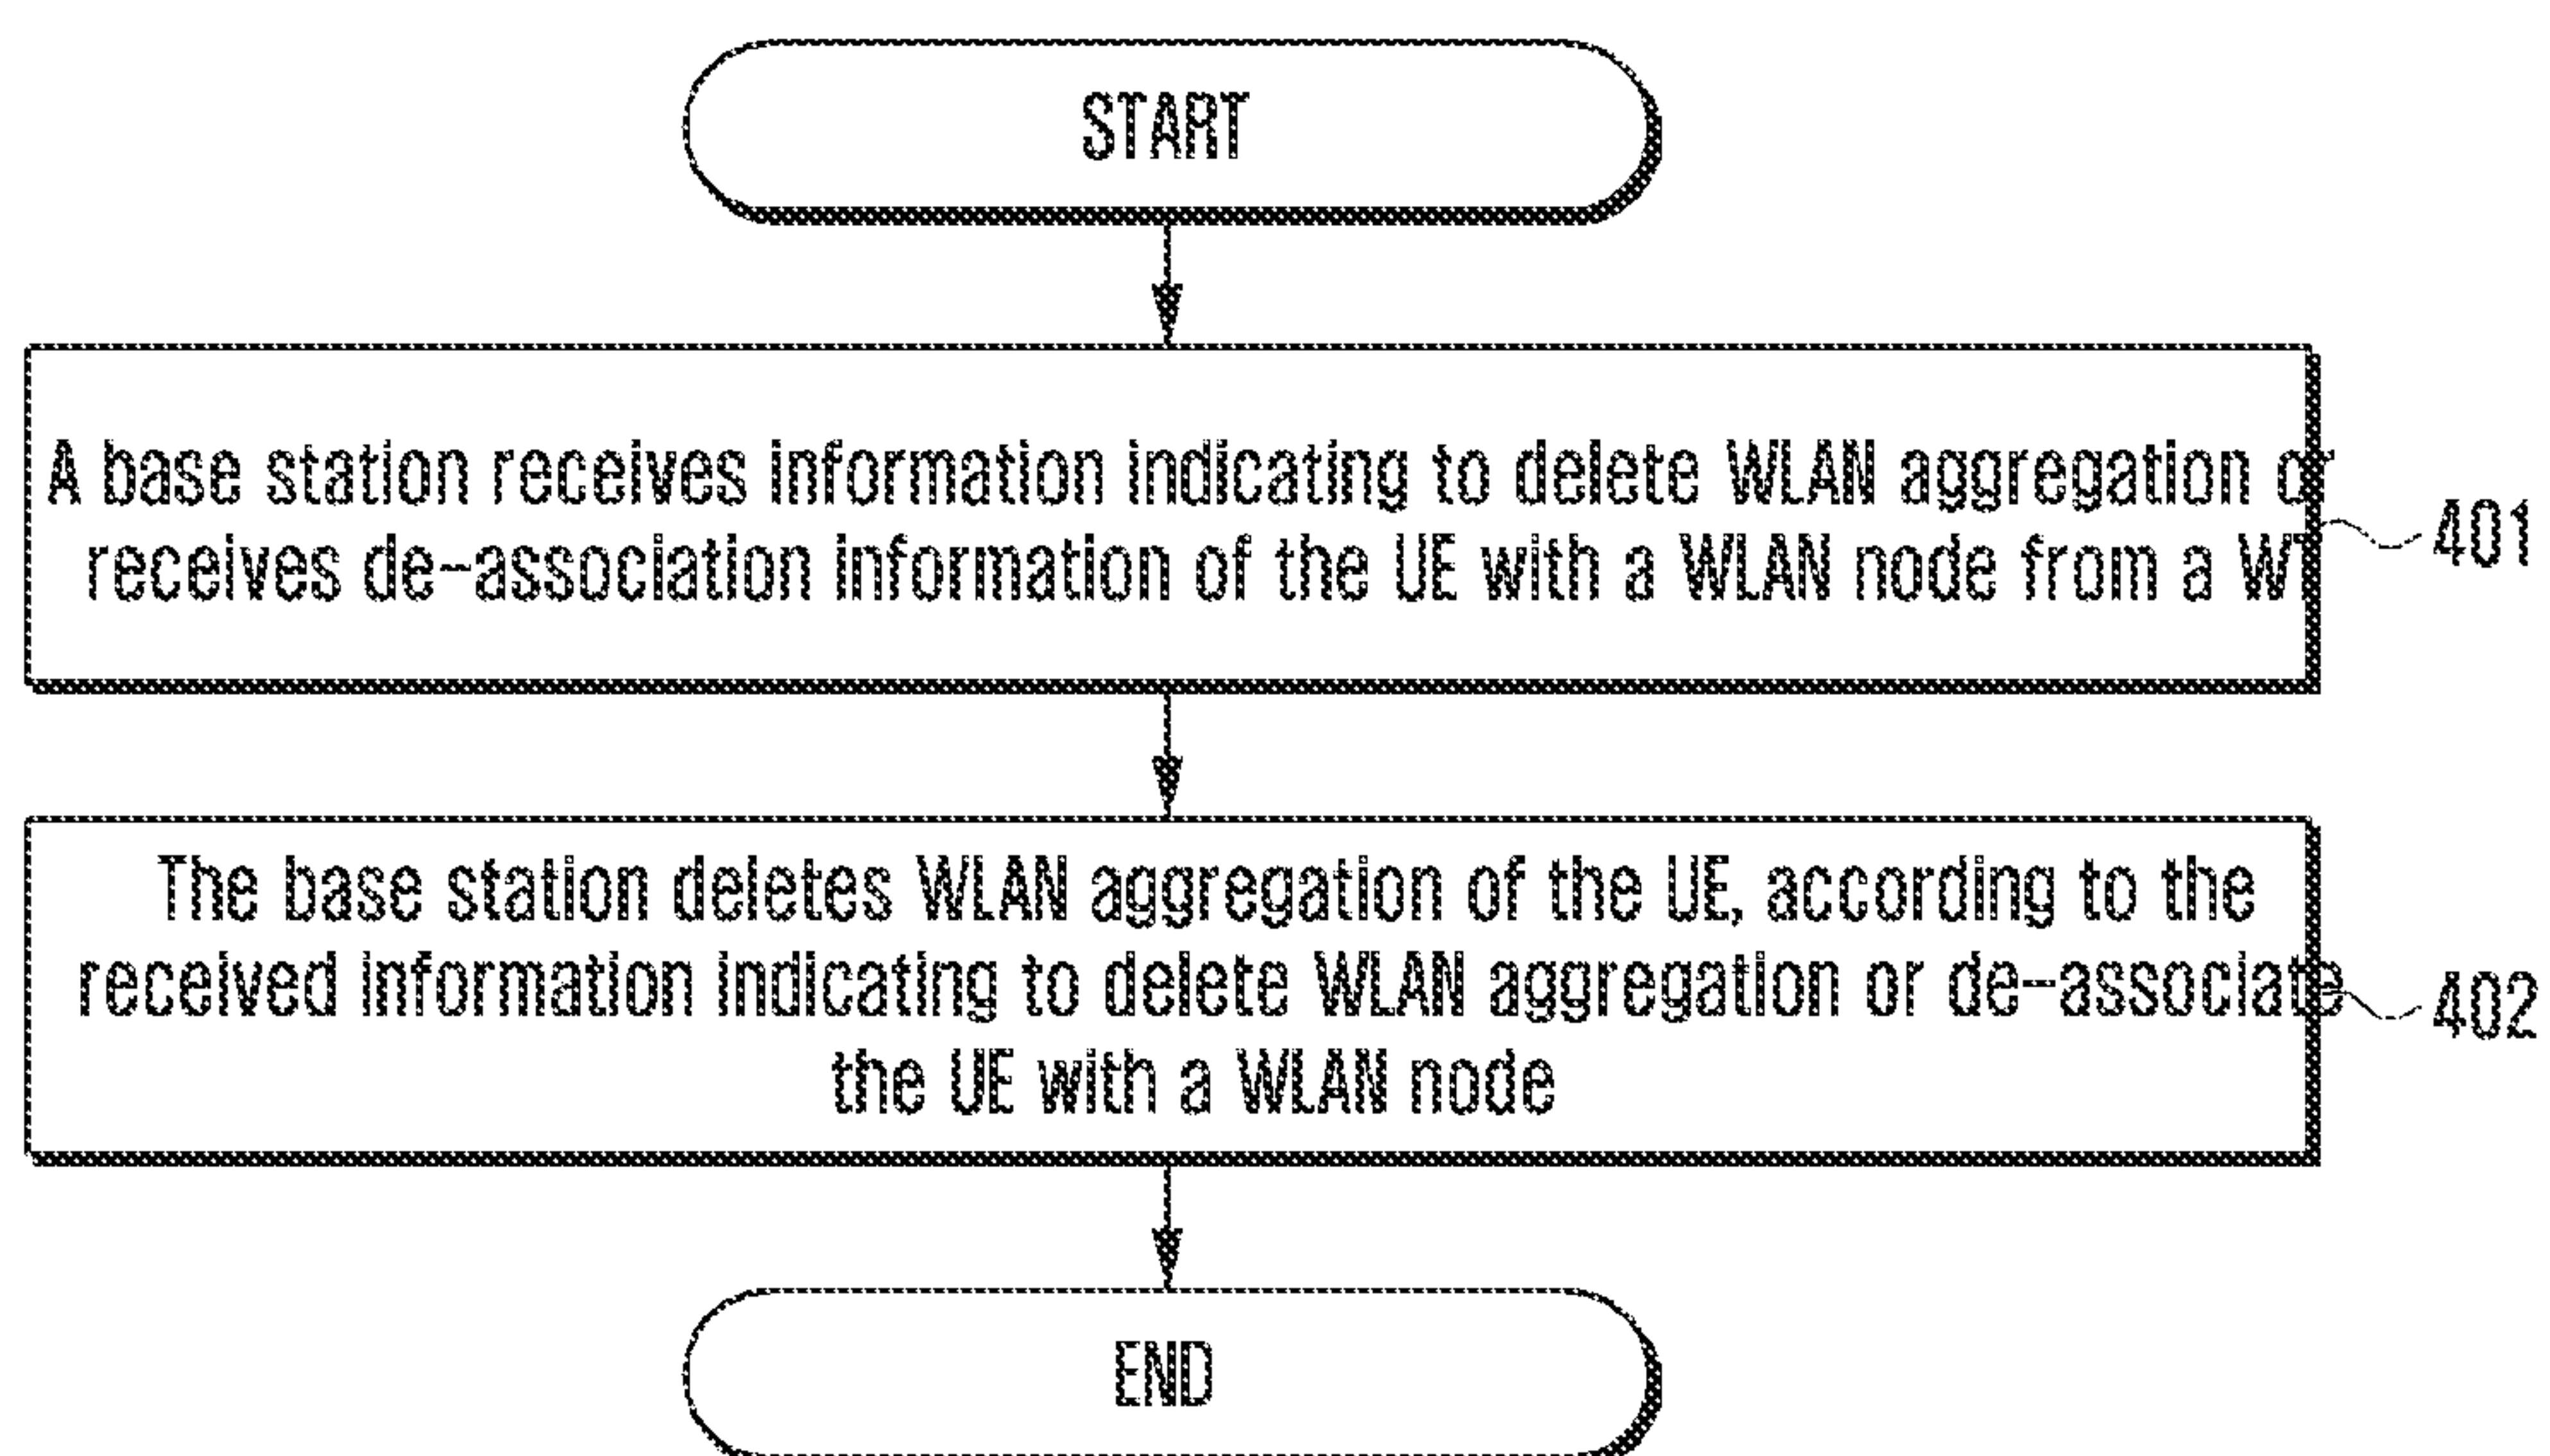 START
A base station receives information indicating to delete WLAN aggregation or
receives de-association information of the UE with a WLAN node from a WT
401
The base station deletes WLAN aggregation of the UE, according to the
received information indicating to delete WLAN aggregation or de-associate
402
the UE with a WLAN node
END